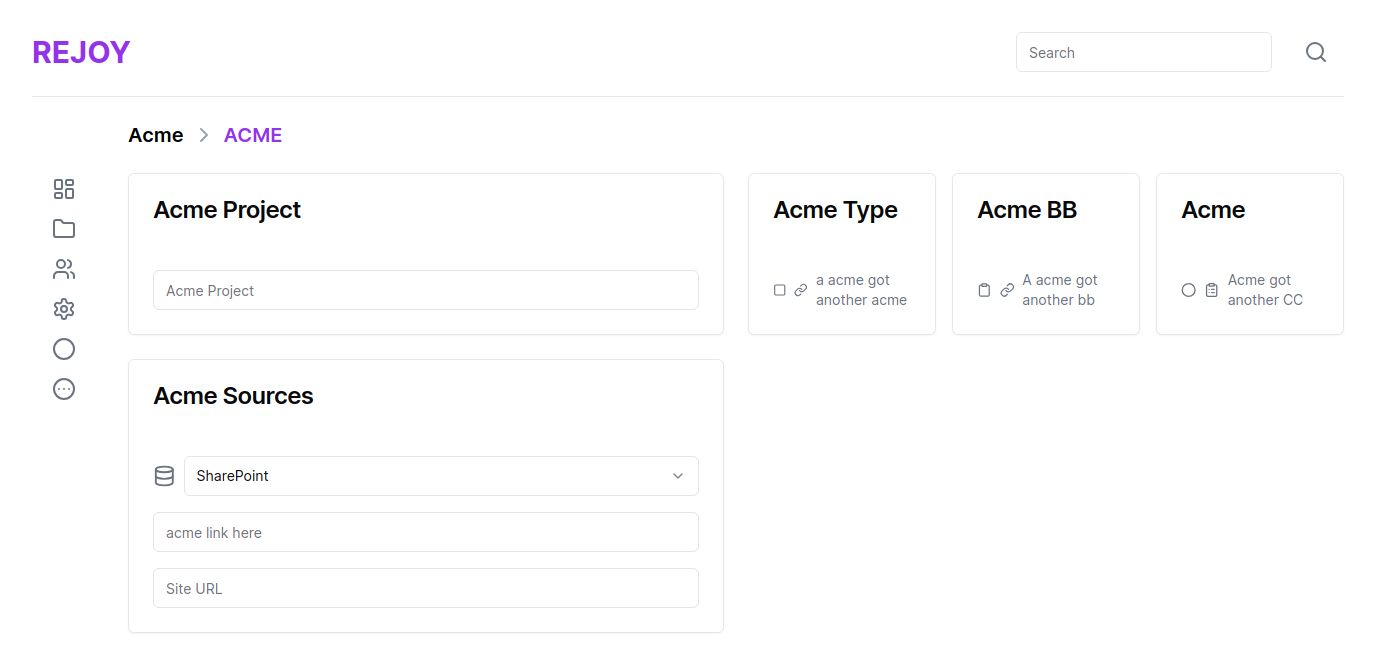 REJOY
Search
Acme
ACME
Acme Project
Acme Project
Acme Type
a acme got
another acme
Acme BB
A acme got
another bb
Acme
Acme got
another CC
Acme Sources
SharePoint
acme link here
Site URL